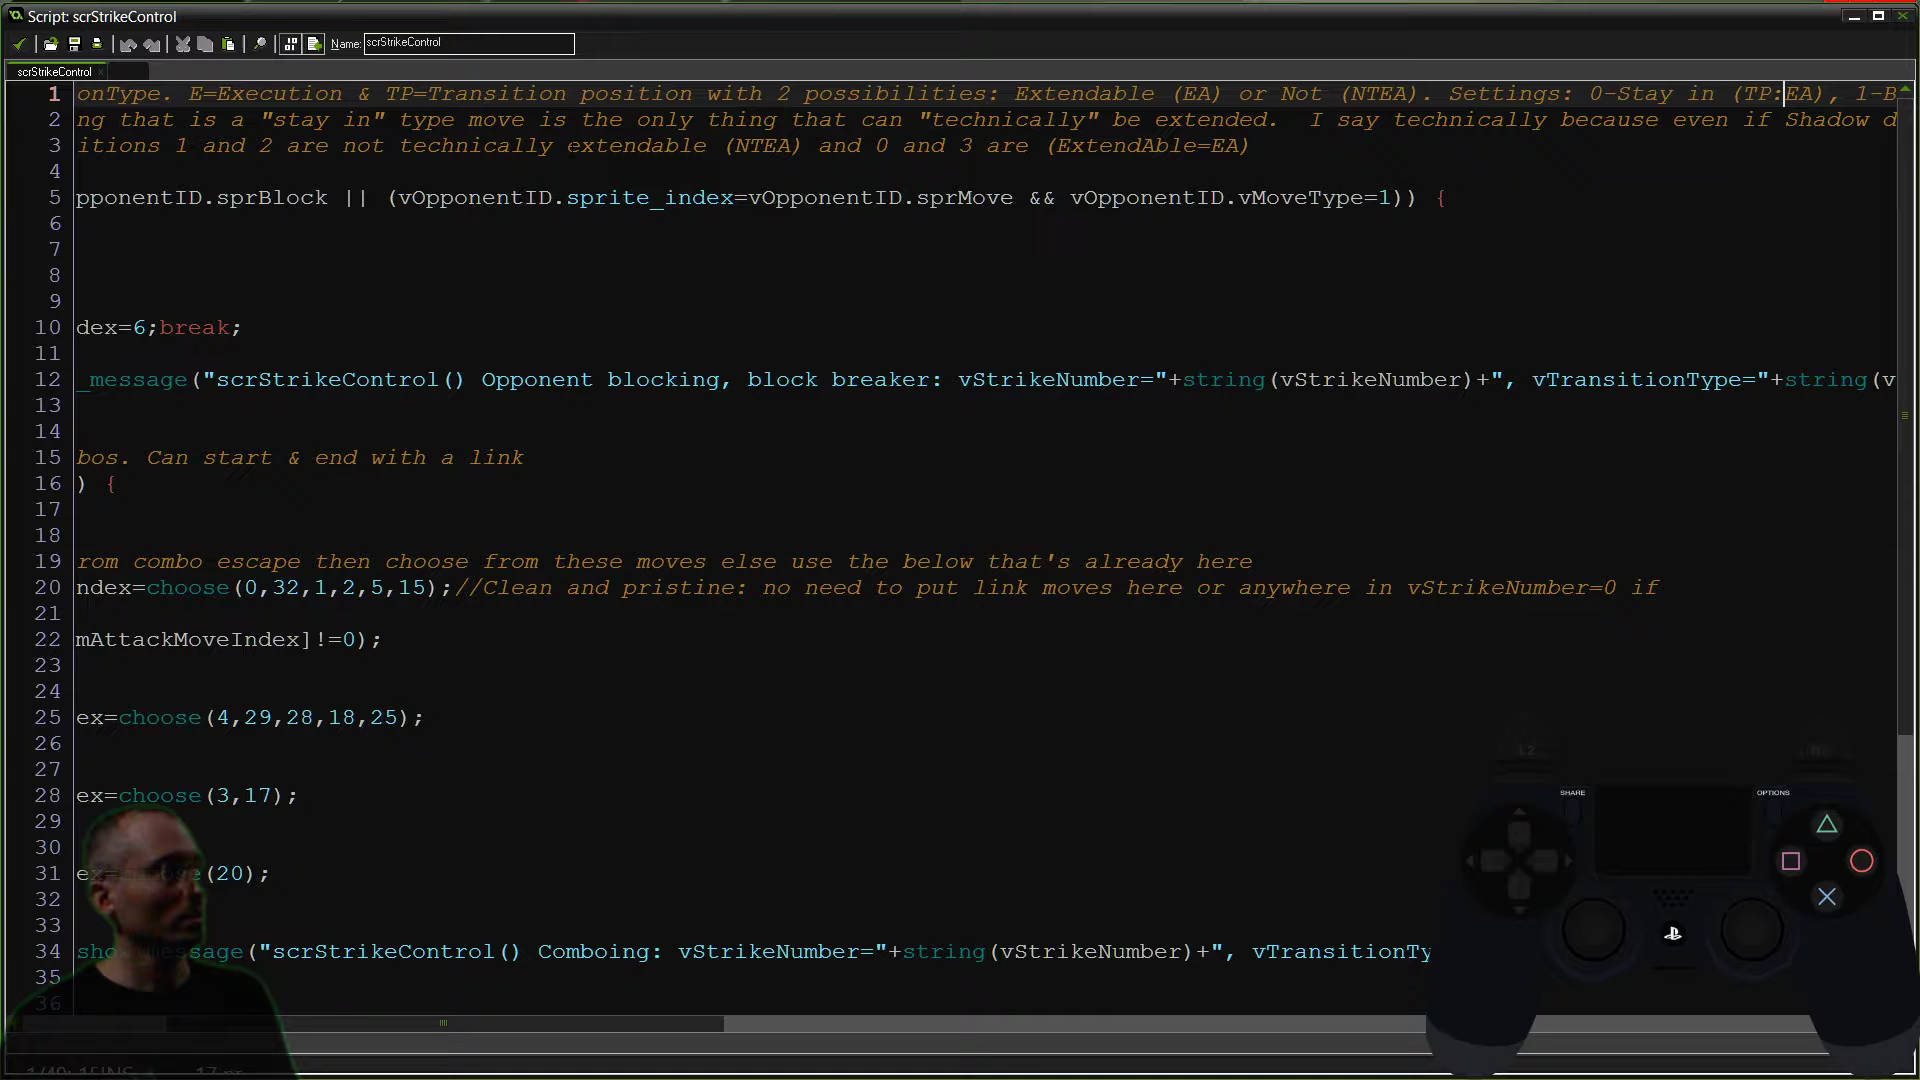 Script: scrStrikeControl
Name: scrStrikeControl
scrStrikeControl
1 onType. E=Execution & TP=Transition position with 2 possibilities: Extendable (EA) or Not (NTEA). Settings: 0-Stay in (TP:EA), 1-B
2 ng that is a "stay in" type move is the only thing that can "technically" be extended.  I say technically because even if Shadow d
3 itions 1 and 2 are not technically extendable (NTEA) and 0 and 3 are (ExtendAble=EA)
4
5 pponentID.sprBlock || (vOpponentID.sprite_index=vOpponentID.sprMove && vOpponentID.vMoveType=1)) {
6
7
8
9
10 dex=6;break;
11
12 _message("scrStrikeControl() Opponent blocking, block breaker: vStrikeNumber="+string(vStrikeNumber)+", vTransitionType="+string(v
13
14
15 bos. Can start & end with a link
16 ) {
17
18
19 rom combo escape then choose from these moves else use the below that's already here
20 ndex=choose(0,32,1,2,5,15);//Clean and pristine: no need to put link moves here or anywhere in vStrikeNumber=0 if
21
22 mAttackMoveIndex]!=0);
23
24
25 ex=choose(4,29,28,18,25);
26
27
28 ex=choose(3,17);
29
30
31 (20);
32
33
34 message("scrStrikeControl() Comboing: vStrikeNumber="+string(vStrikeNumber)+", vTransitionTy
35
36
L2
SHARE
OPTIONS